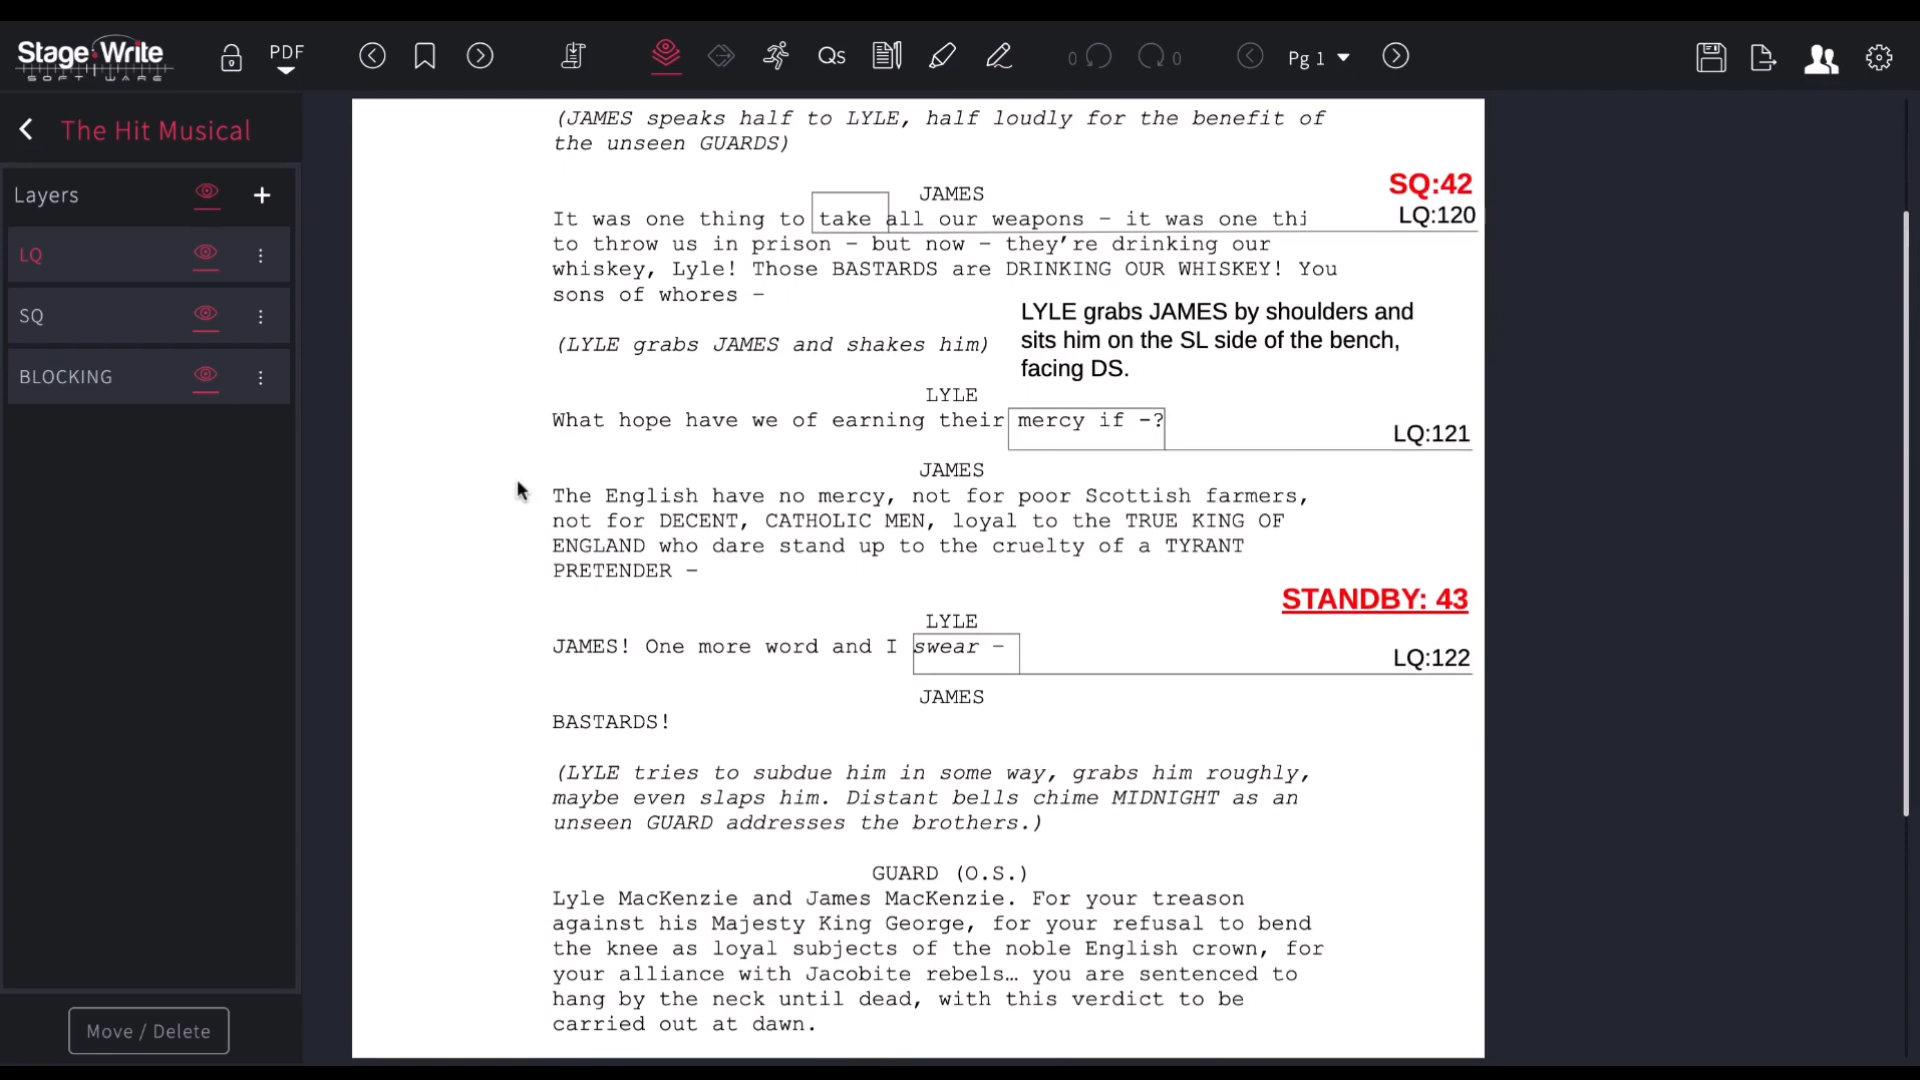 Stage Write
SOFTWARE
PDF
Qs
0
0
Pg 1
The Hit Musical
Layers
LQ
SQ
BLOCKING
Move / Delete
(JAMES speaks half to LYLE, half loudly for the benefit of
the unseen GUARDS)
SQ:42
JAMES
It was one thing to take all our weapons – it was one thi
LQ:120
to throw us in prison – but now – they’re drinking our
whiskey, Lyle! Those BASTARDS are DRINKING OUR WHISKEY! You
sons of whores –
LYLE grabs JAMES by shoulders and
sits him on the SL side of the bench,
facing DS.
(LYLE grabs JAMES and shakes him)
LYLE
What hope have we of earning their mercy if –?
LQ:121
JAMES
The English have no mercy, not for poor Scottish farmers,
not for DECENT, CATHOLIC MEN, loyal to the TRUE KING OF
ENGLAND who dare stand up to the cruelty of a TYRANT
PRETENDER –
STANDBY: 43
LYLE
JAMES! One more word and I swear –
LQ:122
JAMES
BASTARDS!
(LYLE tries to subdue him in some way, grabs him roughly,
maybe even slaps him. Distant bells chime MIDNIGHT as an
unseen GUARD addresses the brothers.)
GUARD (O.S.)
Lyle MacKenzie and James MacKenzie. For your treason
against his Majesty King George, for your refusal to bend
the knee as loyal subjects of the noble English crown, for
your alliance with Jacobite rebels… you are sentenced to
hang by the neck until dead, with this verdict to be
carried out at dawn.